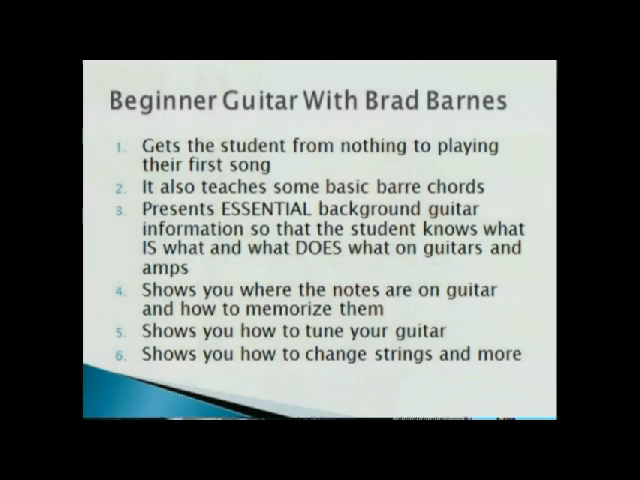 Beginner Guitar With Brad Barnes
1. Gets the student from nothing to playing
their first song
2. It also teaches some basic barre chords
3. Presents ESSENTIAL background guitar
information so that the student knows what
IS what and what DOES what on guitars and
amps
4. Shows you where the notes are on guitar
and how to memorize them
5. Shows you how to tune your guitar
6. Shows you how to change strings and more